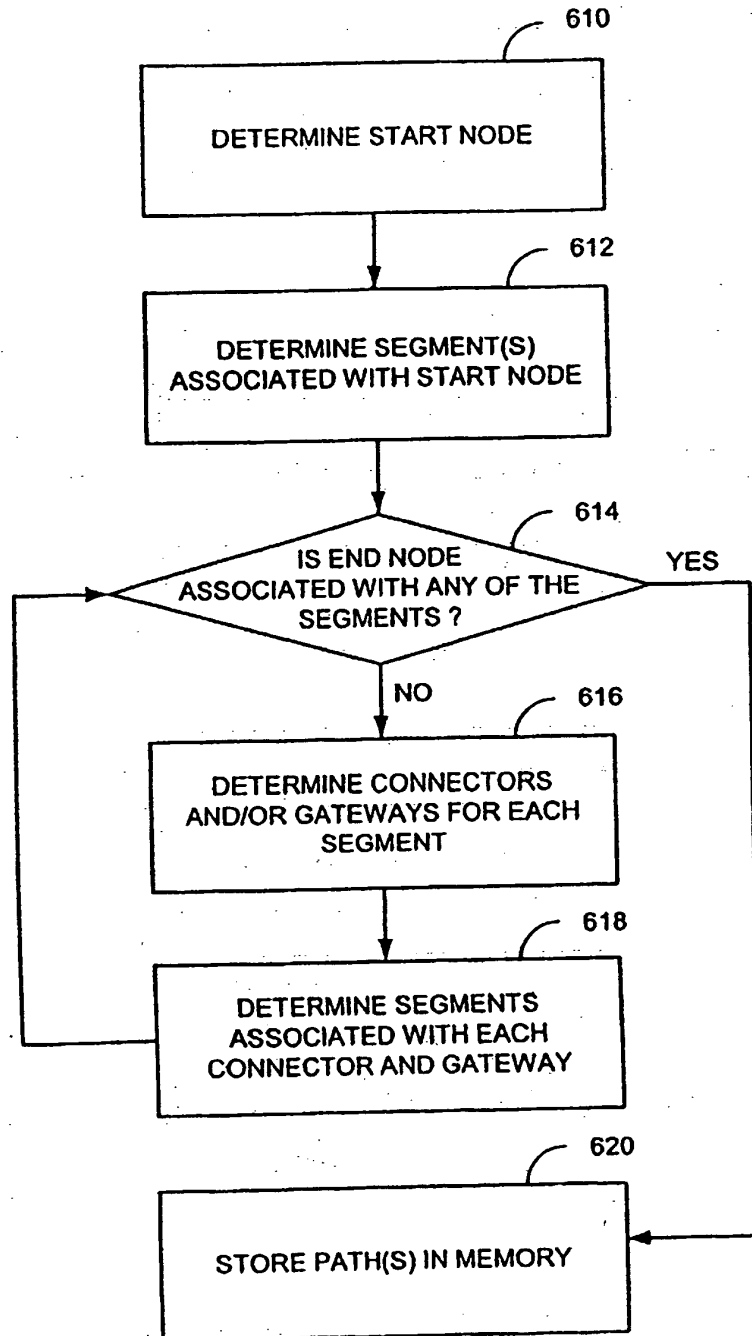 610
DETERMINE START NODE
612
DETERMINE SEGMENT(S)
ASSOCIATED WITH START NODE
614
IS END NODE
ASSOCIATED WITH ANY OF THE
SEGMENTS ?
YES
NO
616
DETERMINE CONNECTORS
AND/OR GATEWAYS FOR EACH
SEGMENT
618
DETERMINE SEGMENTS
ASSOCIATED WITH EACH
CONNECTOR AND GATEWAY
620
STORE PATH(S) IN MEMORY